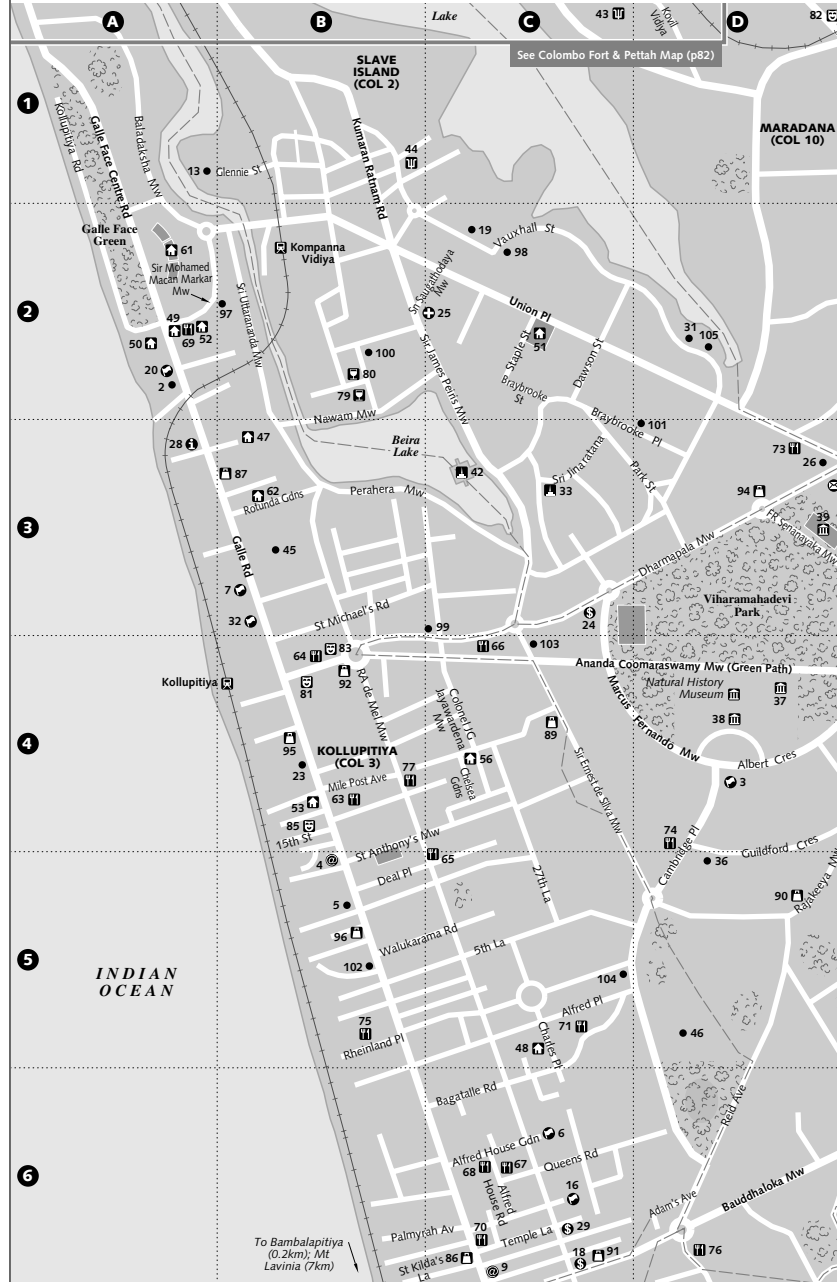 A
B
C
D
Lake
43
Kovil
Vidiya
82
See Colombo Fort & Pettah Map (p82)
1
SLAVE
ISLAND
(COL 2)
MARADANA
(COL 10)
Kollupitiya Rd
Galle Face Centre Rd
Baladaksha Mw
Kumaran Ratnam Rd
44
13
Glennie St
Galle Face
Green
61
Kompanna
Vidiya
19
Vauxhall St
98
Sir Mohamed
Macan Markar
Mw
Sri Uttarananda Mw
Sri Saugathodaya
Mw
2
97
25
Union Pl
49
50
69
52
Staple St
51
Dawson St
31
105
20
2
100
80
79
Sir James Peiris Mw
Braybrooke
St
Nawam Mw
Braybrooke Pl
101
28
47
Beira
Lake
42
Sri Jinaratana
33
Park St
73
26
87
62
Rotunda Gdns
Perahera Mw
94
39
FR Senanayaka Mw
3
Galle Rd
45
Dharmapala Mw
7
Viharamahadevi
Park
32
St Michael's Rd
99
24
64
83
66
103
Ananda Coomaraswamy Mw (Green Path)
Kollupitiya
81
92
RA de Mel Mw
Colonel JG
Jayawardena
Mw
Natural History
Museum
37
38
Marcus Fernando Mw
89
4
95
23
KOLLUPITIYA
(COL 3)
77
56
Chelsea
Gdns
Sir Ernest de Silva Mw
Albert Cres
3
Mile Post Ave
53
63
85
15th St
74
4
St Anthony's Mw
65
Cambridge Pl
Guildford Cres
36
Deal Pl
27th La
Rajakeeya Mw
90
5
96
Walukarama Rd
5th La
5
102
104
INDIAN
OCEAN
75
Rheinland Pl
Alfred Pl
71
48
Charles Pl
46
Bagatalle Rd
Reid Ave
Alfred House Gdn
6
6
68
67
Queens Rd
Alfred
House Rd
16
Adam's Ave
Bauddhaloka Mw
Palmyrah Av
70
Temple La
29
To Bambalapitiya
(0.2km); Mt
Lavinia (7km)
St Kilda's
La
86
9
18
91
76